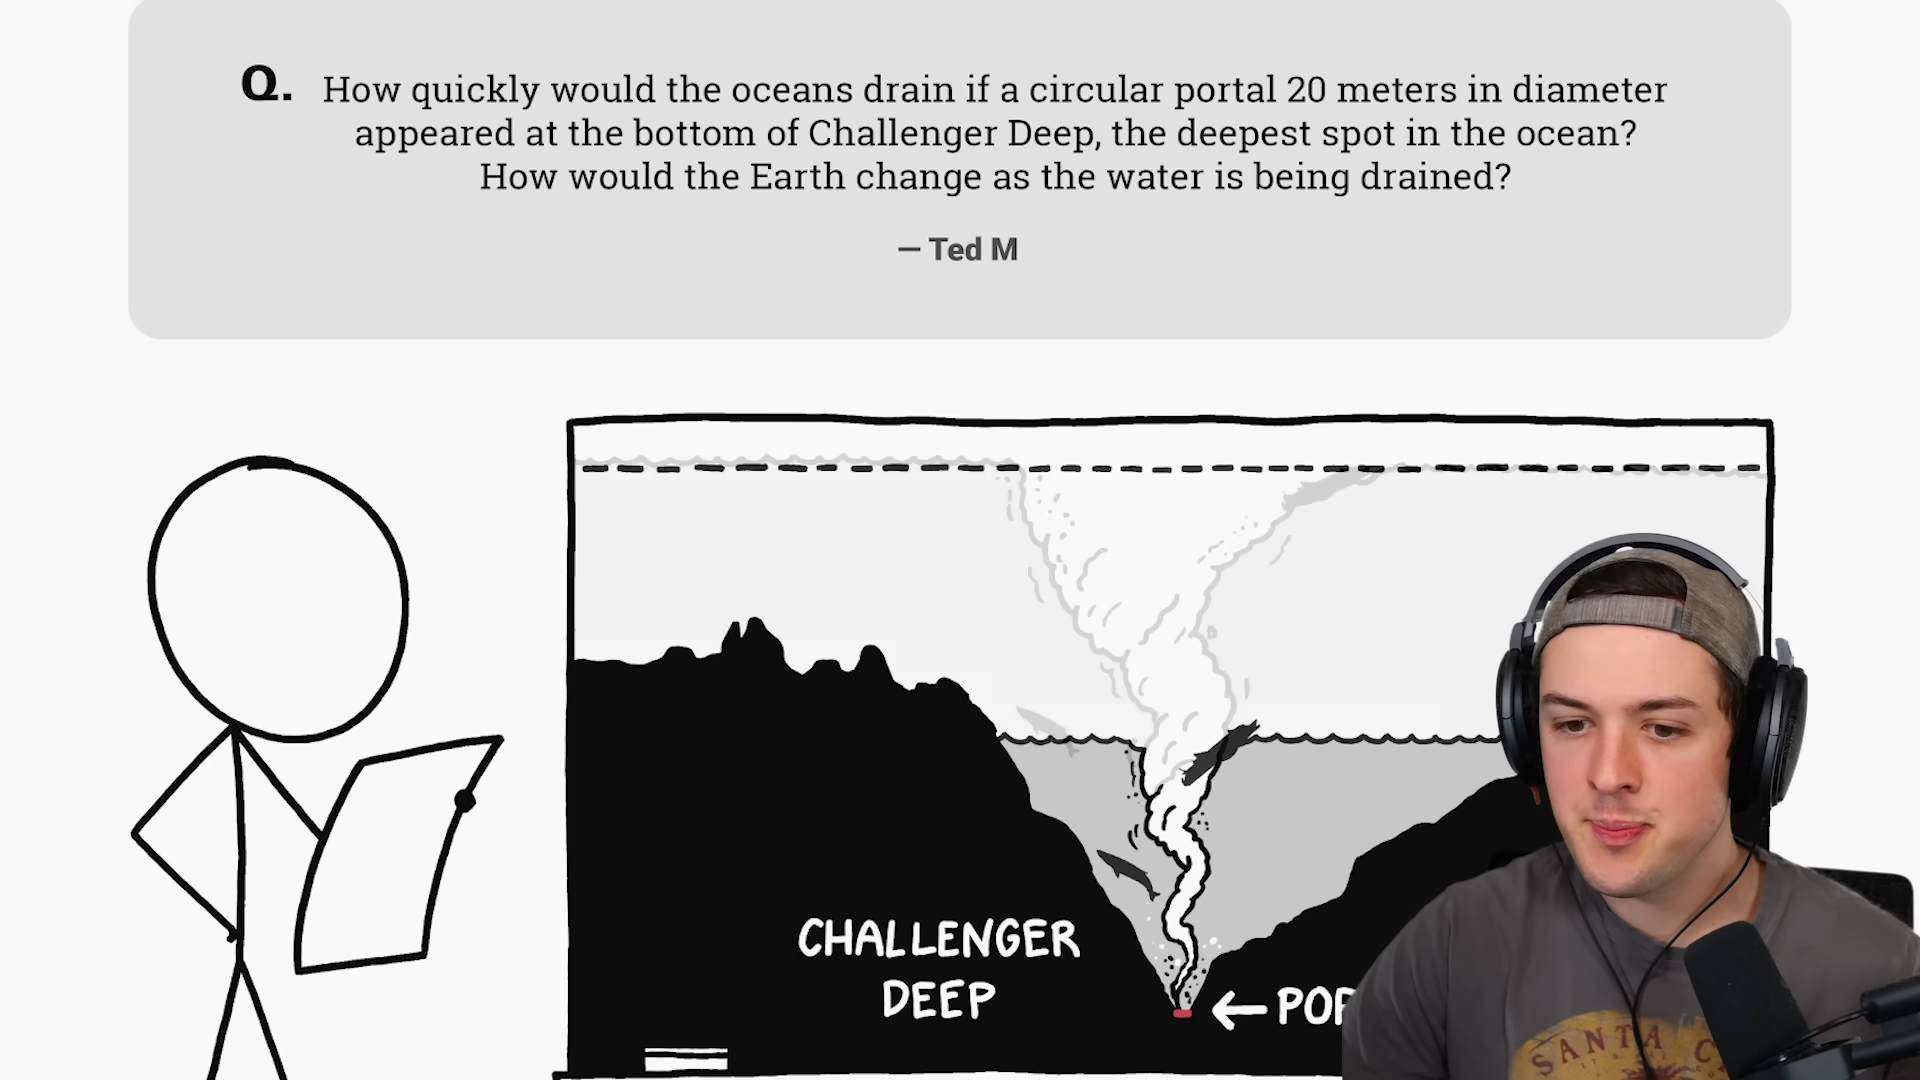 Q. How quickly would the oceans drain if a circular portal 20 meters in diameter
appeared at the bottom of Challenger Deep, the deepest spot in the ocean?
How would the Earth change as the water is being drained?
— Ted M
CHALLENGER
DEEP
← POR
SANTA C